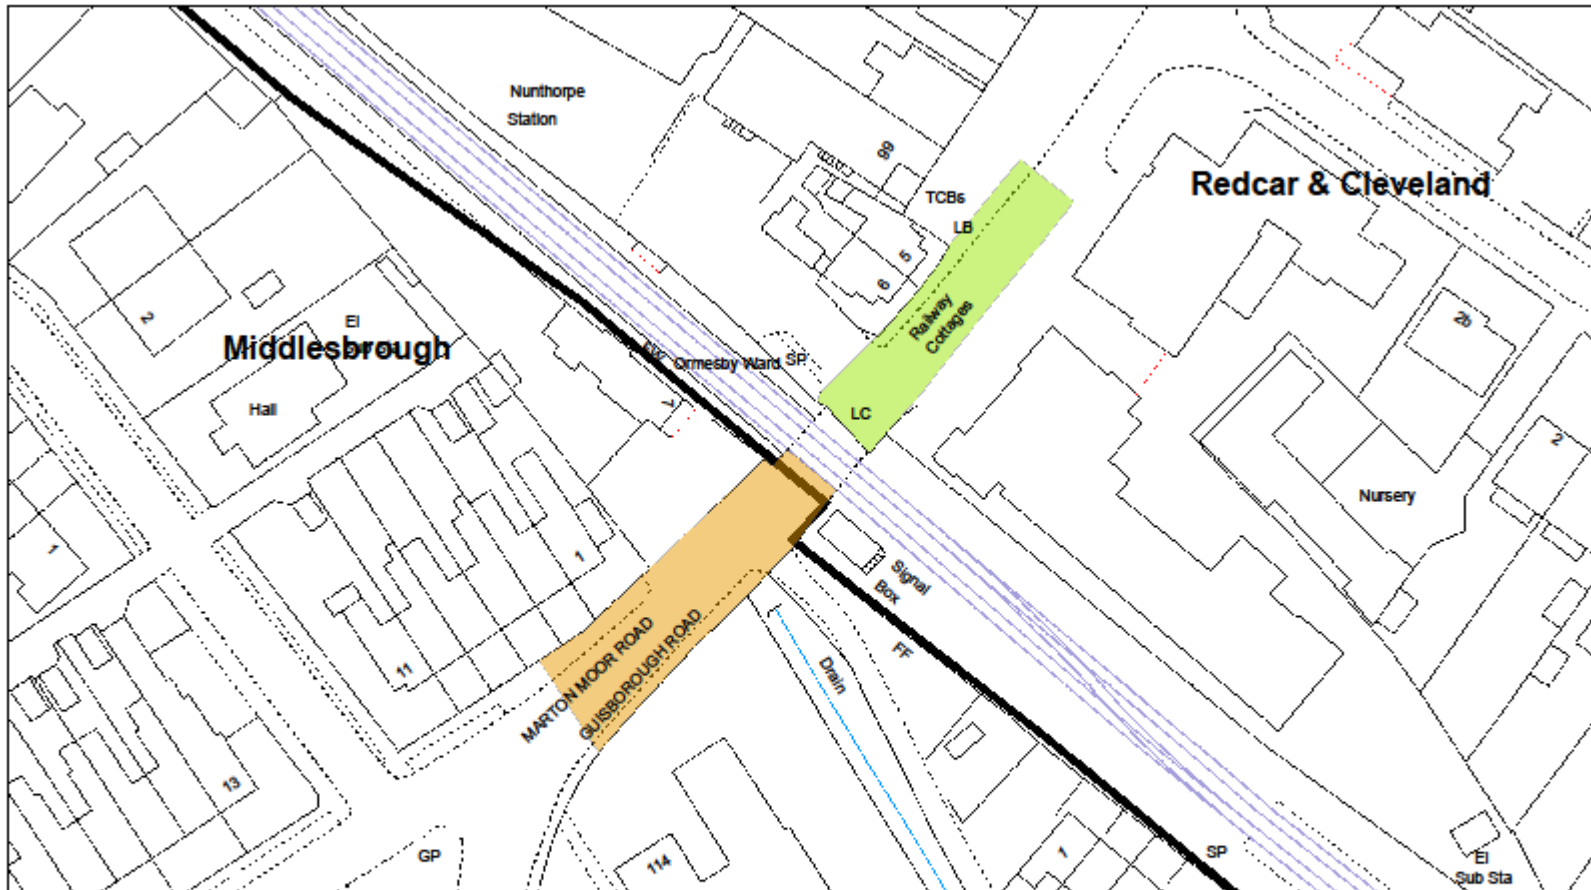 Nunthorpe
Station
99
TCBs
LB
Redcar & Cleveland
5
6
Railway
Cottages
2
El
Middlesbrough
Ormesby Ward
SP
2b
Hall
7
LC
2
Nursery
1
1
Signal
Box
FF
MARTON MOOR ROAD
GUISBOROUGH ROAD
Drain
11
13
GP
114
1
SP
El
Sub Sta